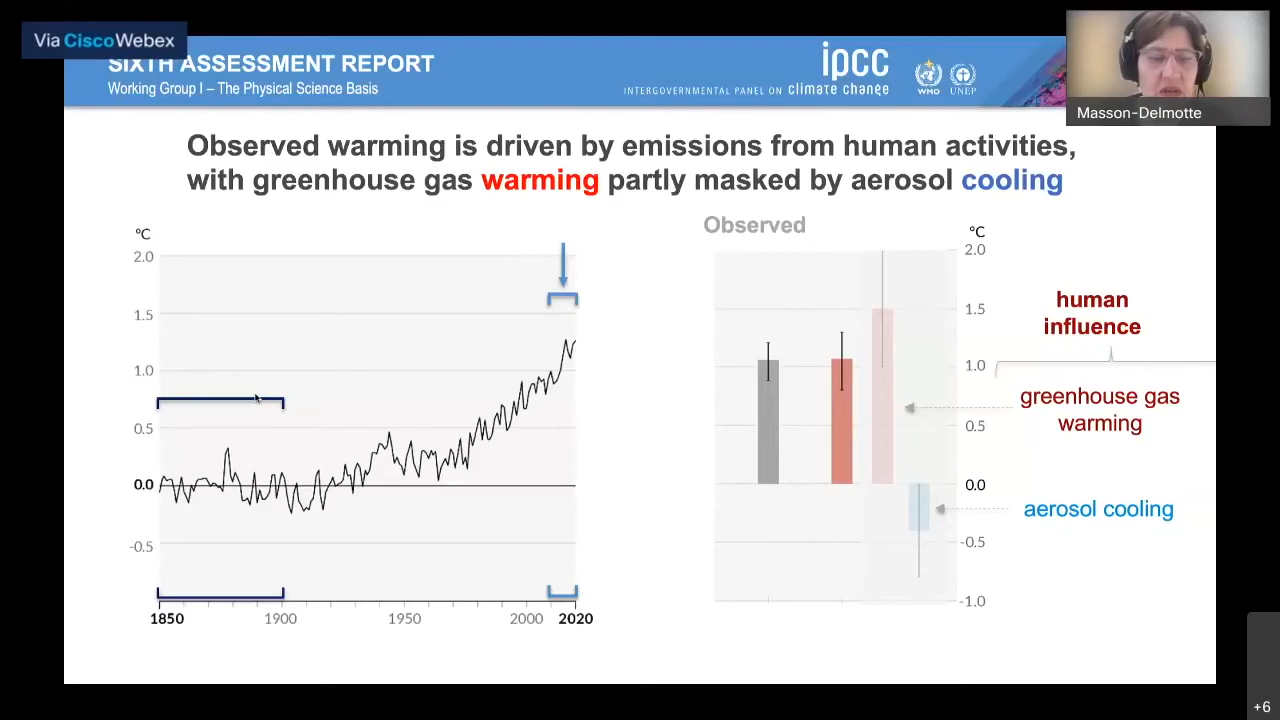 Via Cisco Webex
SIXTH ASSESSMENT REPORT
Working Group I – The Physical Science Basis
ipcc
INTERGOVERNMENTAL PANEL ON climate change
WMO
UNEP
Masson-Delmotte
Observed warming is driven by emissions from human activities,
with greenhouse gas warming partly masked by aerosol cooling
°C
2.0
1.5
1.0
0.5
0.0
-0.5
1850
1900
1950
2000
2020
Observed
°C
2.0
1.5
1.0
0.5
0.0
-0.5
-1.0
human
influence
greenhouse gas
warming
aerosol cooling
+6